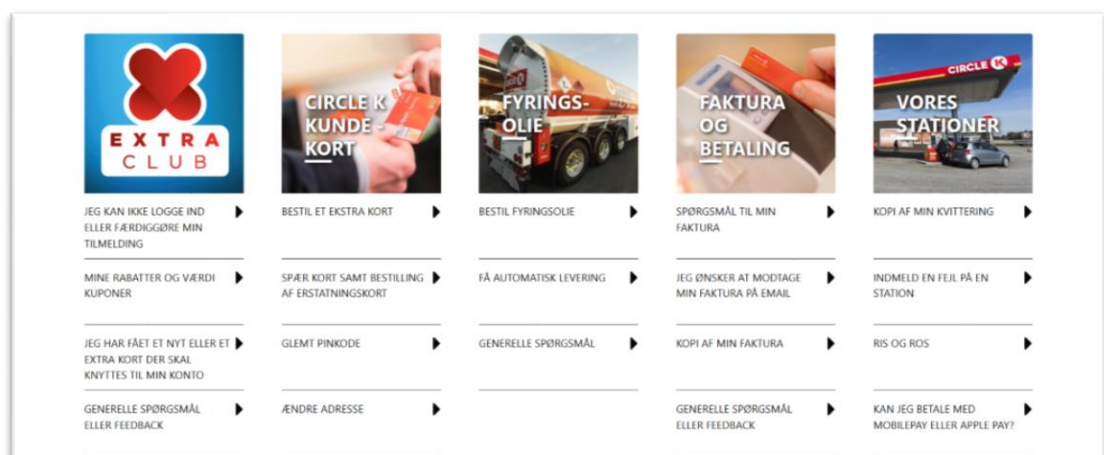 EXTRA
CLUB
CIRCLE K
KUNDE -
KORT
FYRINGS-
OLIE
FAKTURA
OG
BETALING
CIRCLE K
VORES
STATIONER
JEG KAN IKKE LOGGE IND
ELLER FÆRDIGGØRE MIN
TILMELDING
BESTIL ET EKSTRA KORT
BESTIL FYRINGSOLIE
SPØRGSMÅL TIL MIN
FAKTURA
KOPI AF MIN KVITTERING
MINE RABATTER OG VÆRDI
KUPONER
SPÆR KORT SAMT BESTILLING
AF ERSTATNINGSKORT
FÅ AUTOMATISK LEVERING
JEG ØNSKER AT MODTAGE
MIN FAKTURA PÅ EMAIL
INDMELD EN FEJL PÅ EN
STATION
JEG HAR FÅET ET NYT ELLER ET
EXTRA KORT DER SKAL
KNYTTES TIL MIN KONTO
GLEMT PINKODE
GENERELLE SPØRGSMÅL
KOPI AF MIN FAKTURA
RIS OG ROS
GENERELLE SPØRGSMÅL
ELLER FEEDBACK
ÆNDRE ADRESSE
GENERELLE SPØRGSMÅL
ELLER FEEDBACK
KAN JEG BETALE MED
MOBILEPAY ELLER APPLE PAY?